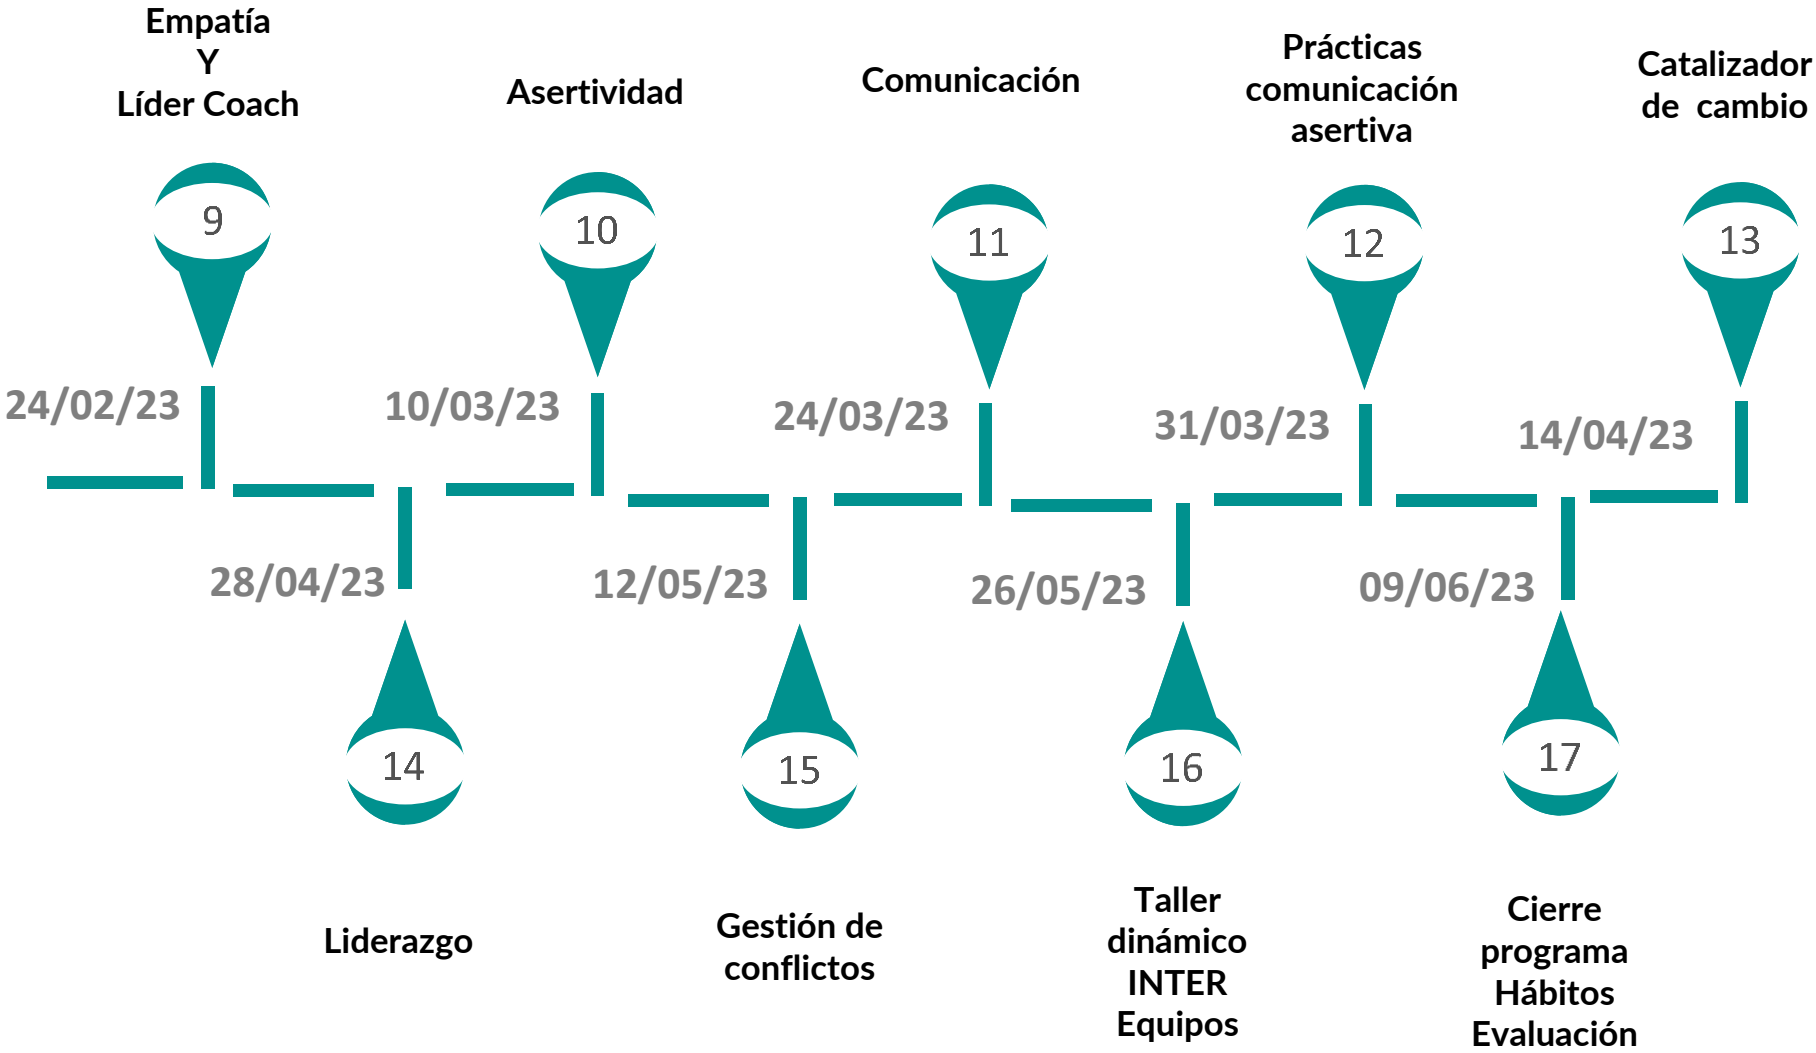 Empatía
Y
Líder Coach
Asertividad
Comunicación
Prácticas
comunicación
asertiva
Catalizador
de cambio
9
10
11
12
13
24/02/23
10/03/23
24/03/23
31/03/23
14/04/23
28/04/23
12/05/23
26/05/23
09/06/23
14
15
16
17
Liderazgo
Gestión de
conflictos
Taller
dinámico
INTER
Equipos
Cierre
programa
Hábitos
Evaluación